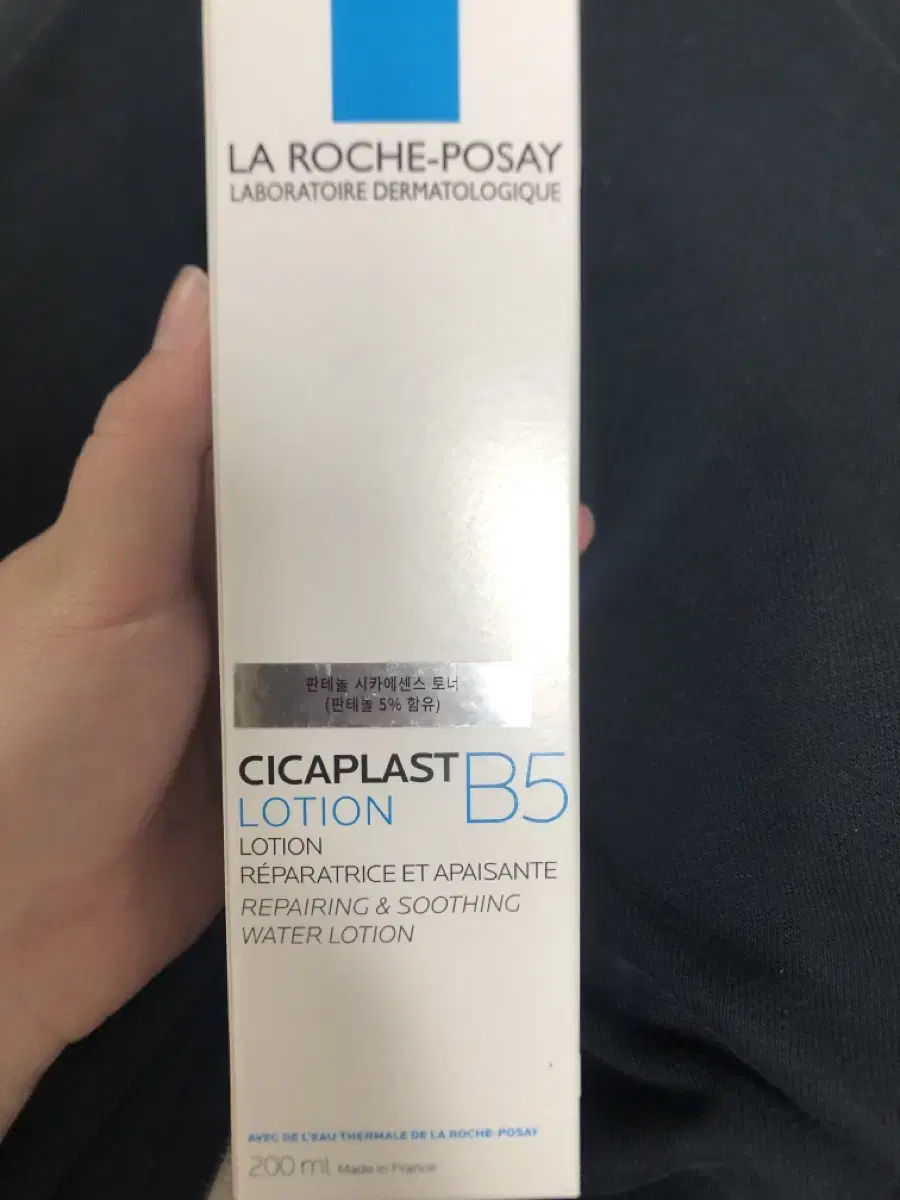 LA ROCHE-POSAY
LABORATOIRE DERMATOLOGIQUE
판테놀 시카에센스 토너
(판테놀 5% 함유)
CICAPLAST B5
LOTION
LOTION
RÉPARATRICE ET APAISANTE
REPAIRING & SOOTHING
WATER LOTION
AVEC DE L'EAU THERMALE DE LA ROCHE-POSAY
200 ml Made in France